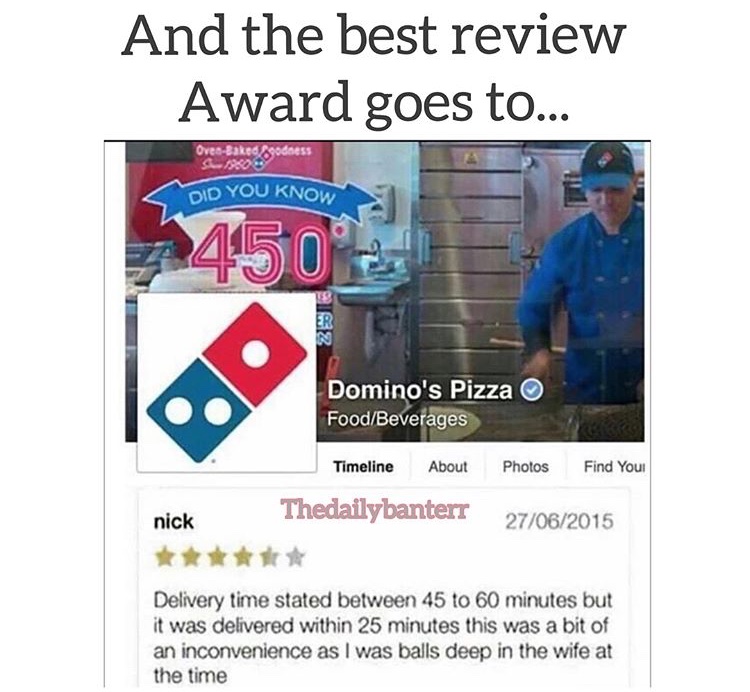 And the best review
Award goes to...
Oven-Baked Goodness
Since 1960
DID YOU KNOW
450
ER
N
Domino's Pizza
Food/Beverages
Timeline
About
Photos
Find Your
Thedailybanterr
nick
27/06/2015
Delivery time stated between 45 to 60 minutes but
it was delivered within 25 minutes this was a bit of
an inconvenience as I was balls deep in the wife at
the time